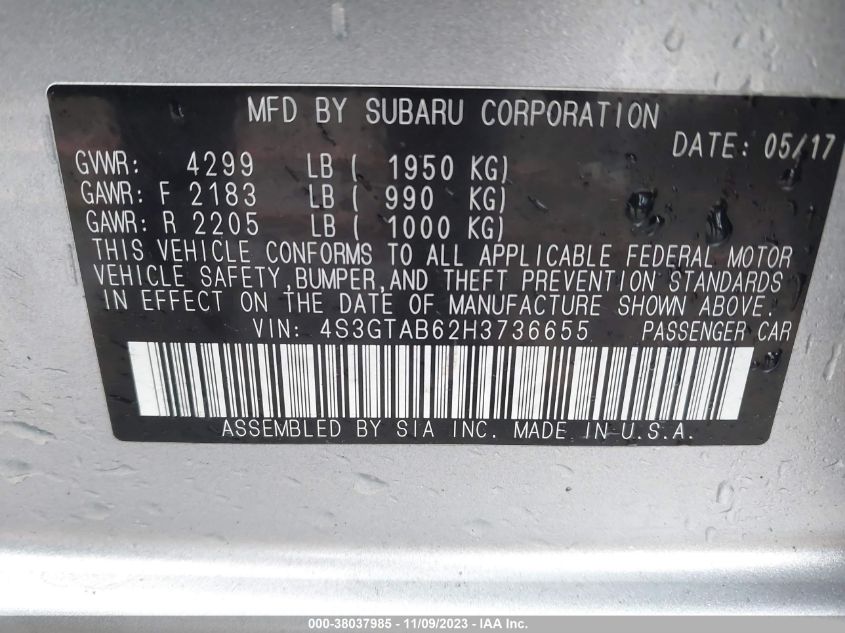 MFD BY SUBARU CORPORATION
DATE: 05/17
GVWR: 4299 LB ( 1950 KG)
GAWR: F 2183 LB ( 990 KG)
GAWR: R 2205 LB ( 1000 KG)
THIS VEHICLE CONFORMS TO ALL APPLICABLE FEDERAL MOTOR
VEHICLE SAFETY,BUMPER,AND THEFT PREVENTION STANDARDS
IN EFFECT ON THE DATE OF MANUFACTURE SHOWN ABOVE.
VIN: 4S3GTAB62H3736655 PASSENGER CAR
ASSEMBLED BY SIA INC. MADE IN U.S.A.
000-38037985 - 11/09/2023 - IAA Inc.